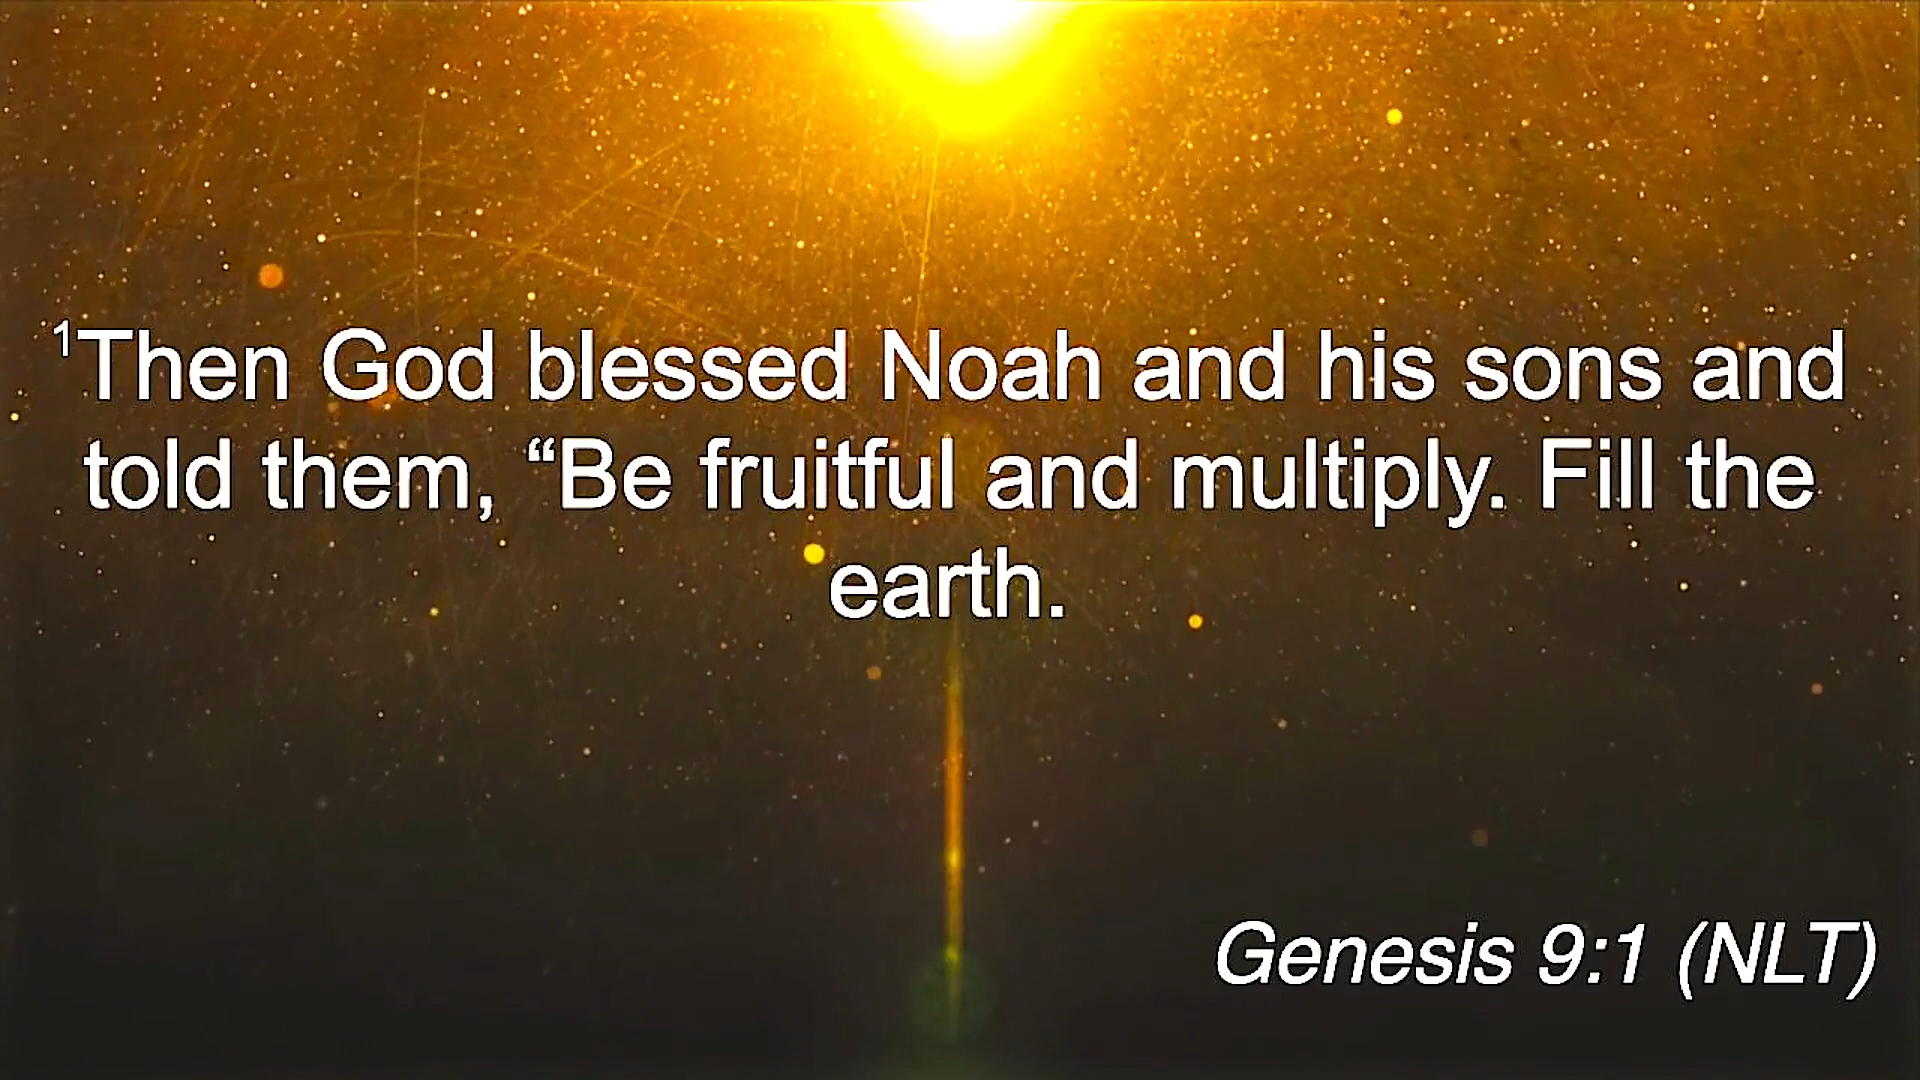 ¹Then God blessed Noah and his sons and
told them, “Be fruitful and multiply. Fill the
earth.
Genesis 9:1 (NLT)